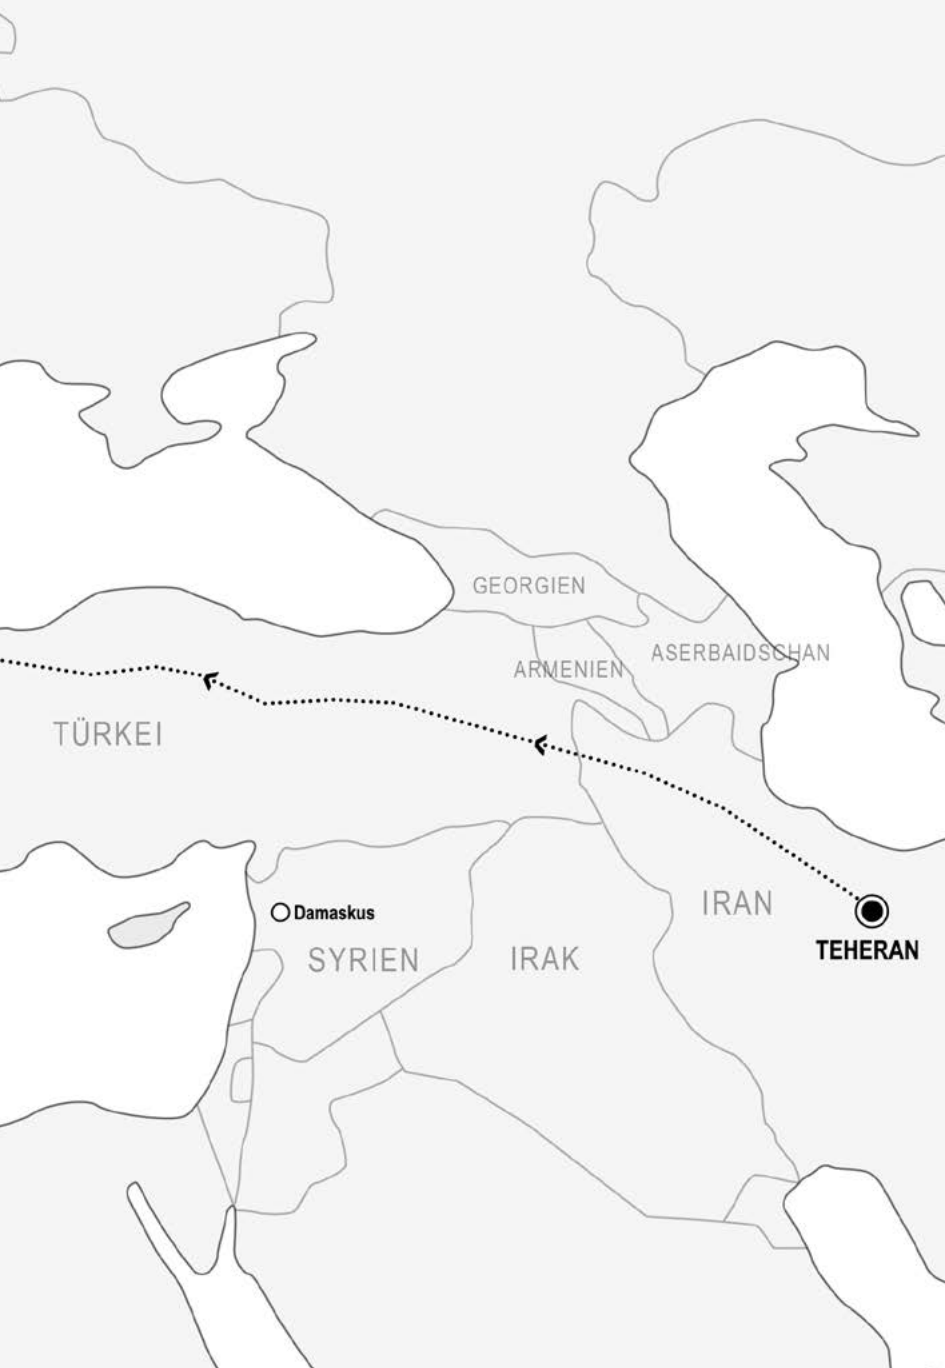 GEORGIEN
ASERBAIDSCHAN
ARMENIEN
TÜRKEI
IRAN
Damaskus
TEHERAN
SYRIEN
IRAK